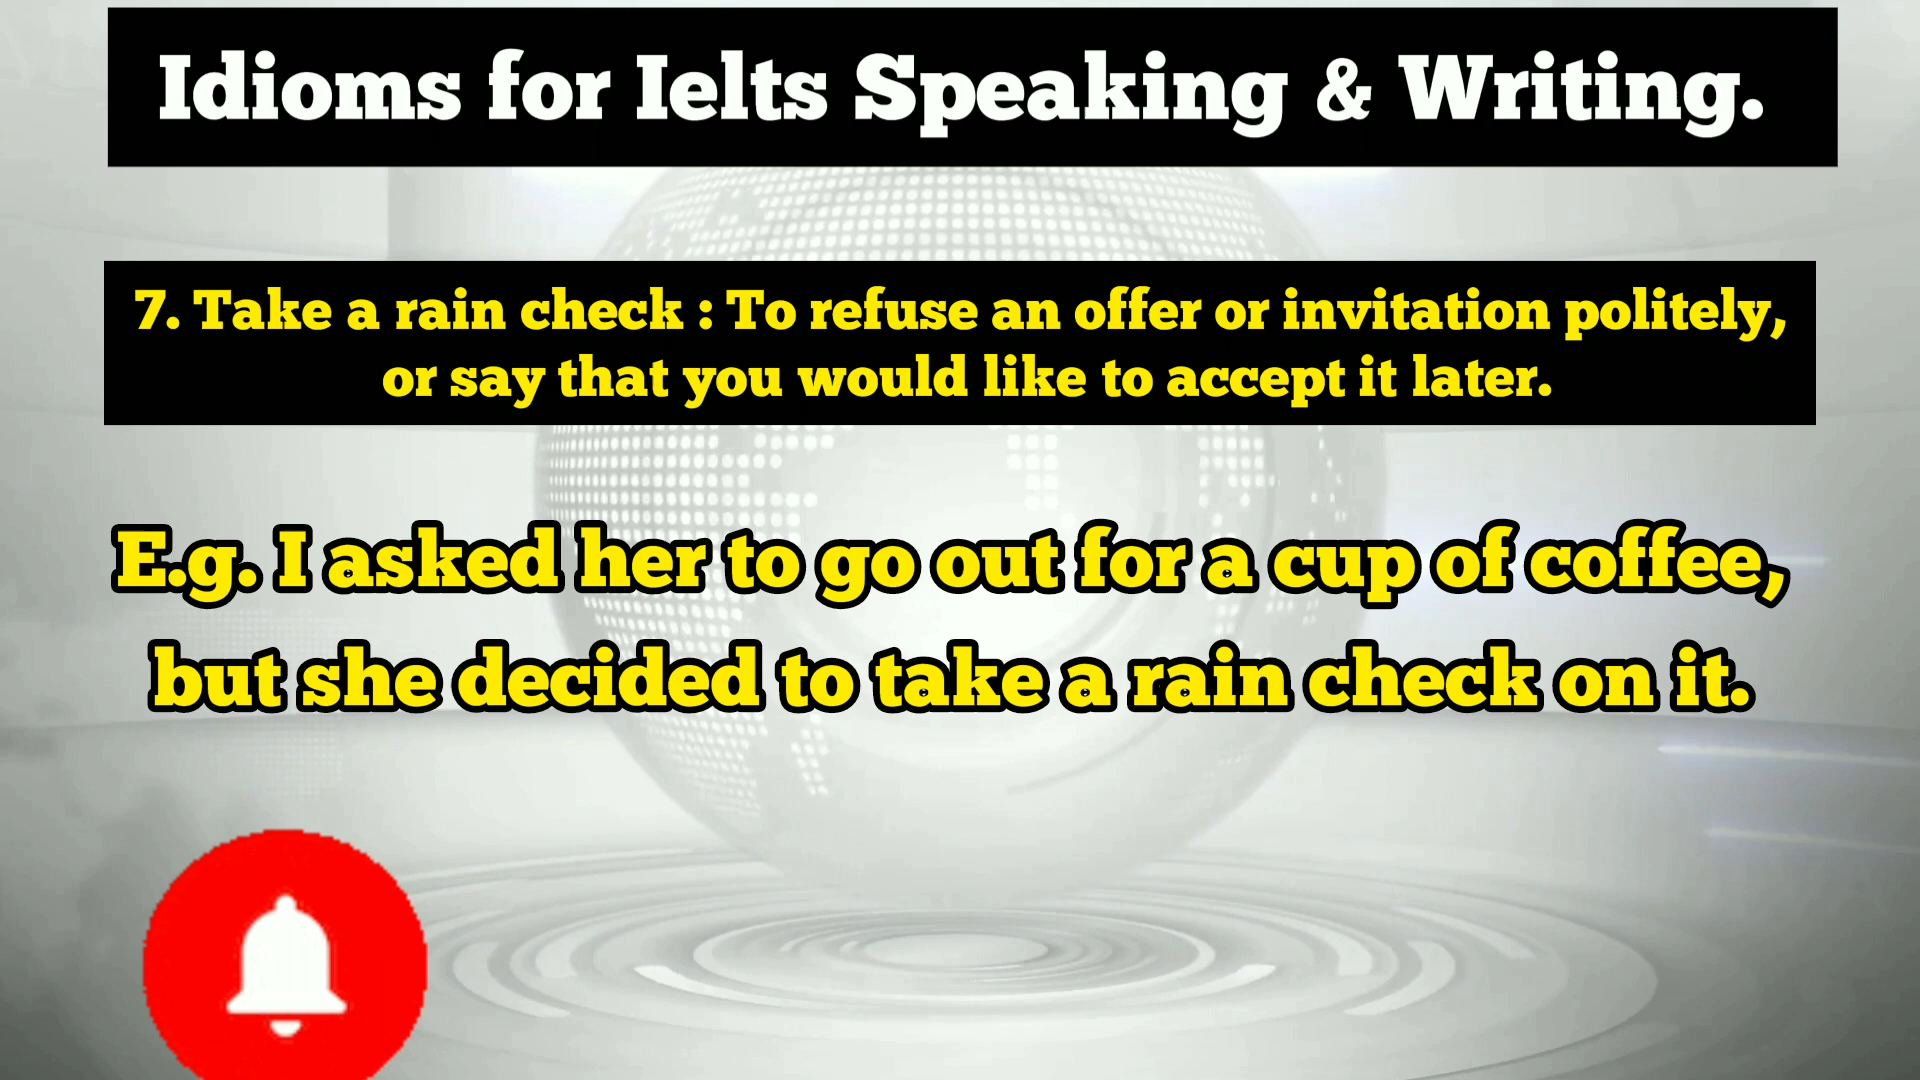 Idioms for Ielts Speaking & Writing.
7. Take a rain check : To refuse an offer or invitation politely,
or say that you would like to accept it later.
E.g. I asked her to go out for a cup of coffee,
but she decided to take a rain check on it.